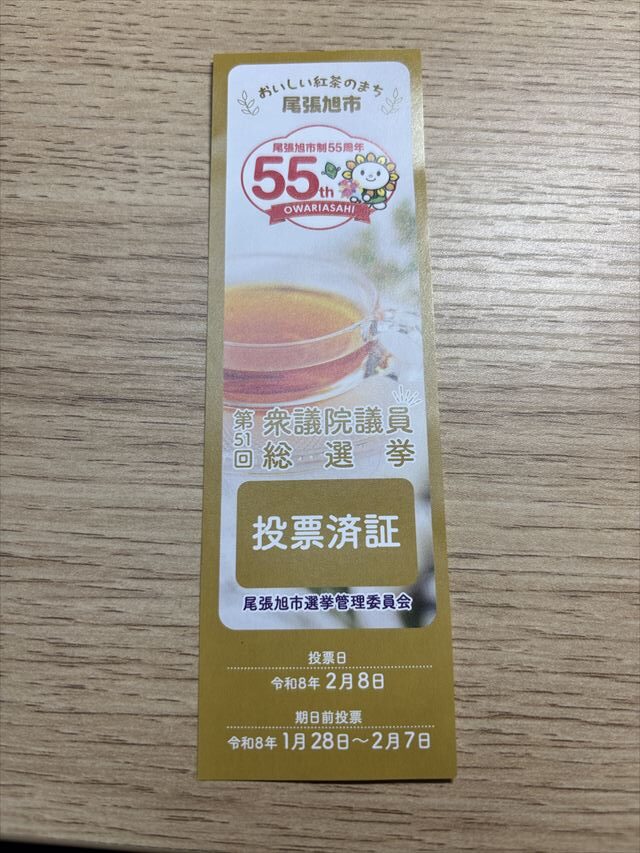 おいしい紅茶のまち
尾張旭市
尾張旭市制55周年
55th
OWARIASAHI
第51回
衆議院議員
総選挙
投票済証
尾張旭市選挙管理委員会
投票日
令和8年 2月8日
期日前投票
令和8年 1月28日～2月7日